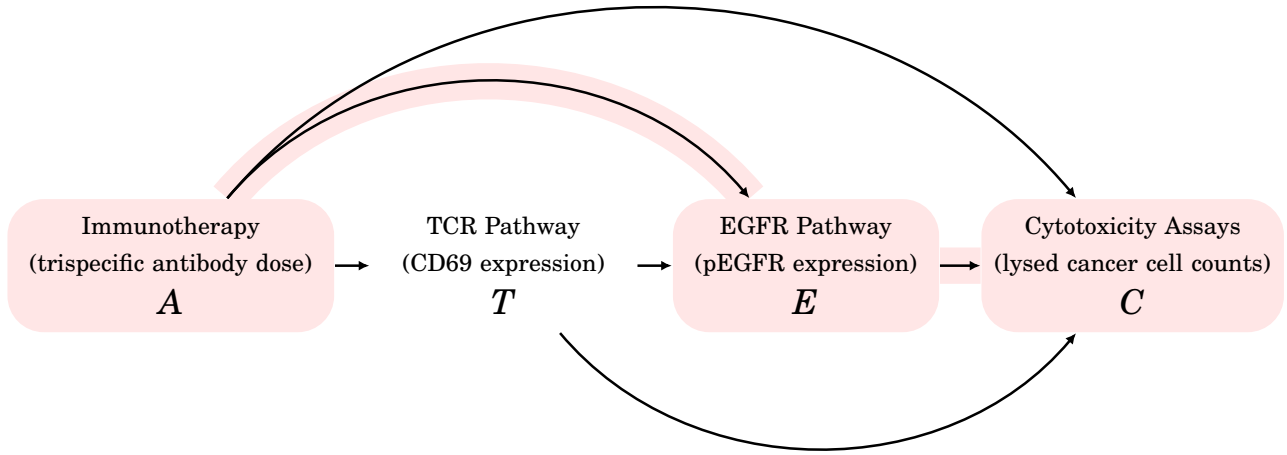 Immunotherapy
(trispecific antibody dose)
A
TCR Pathway
(CD69 expression)
T
EGFR Pathway
(pEGFR expression)
E
Cytotoxicity Assays
(lysed cancer cell counts)
C